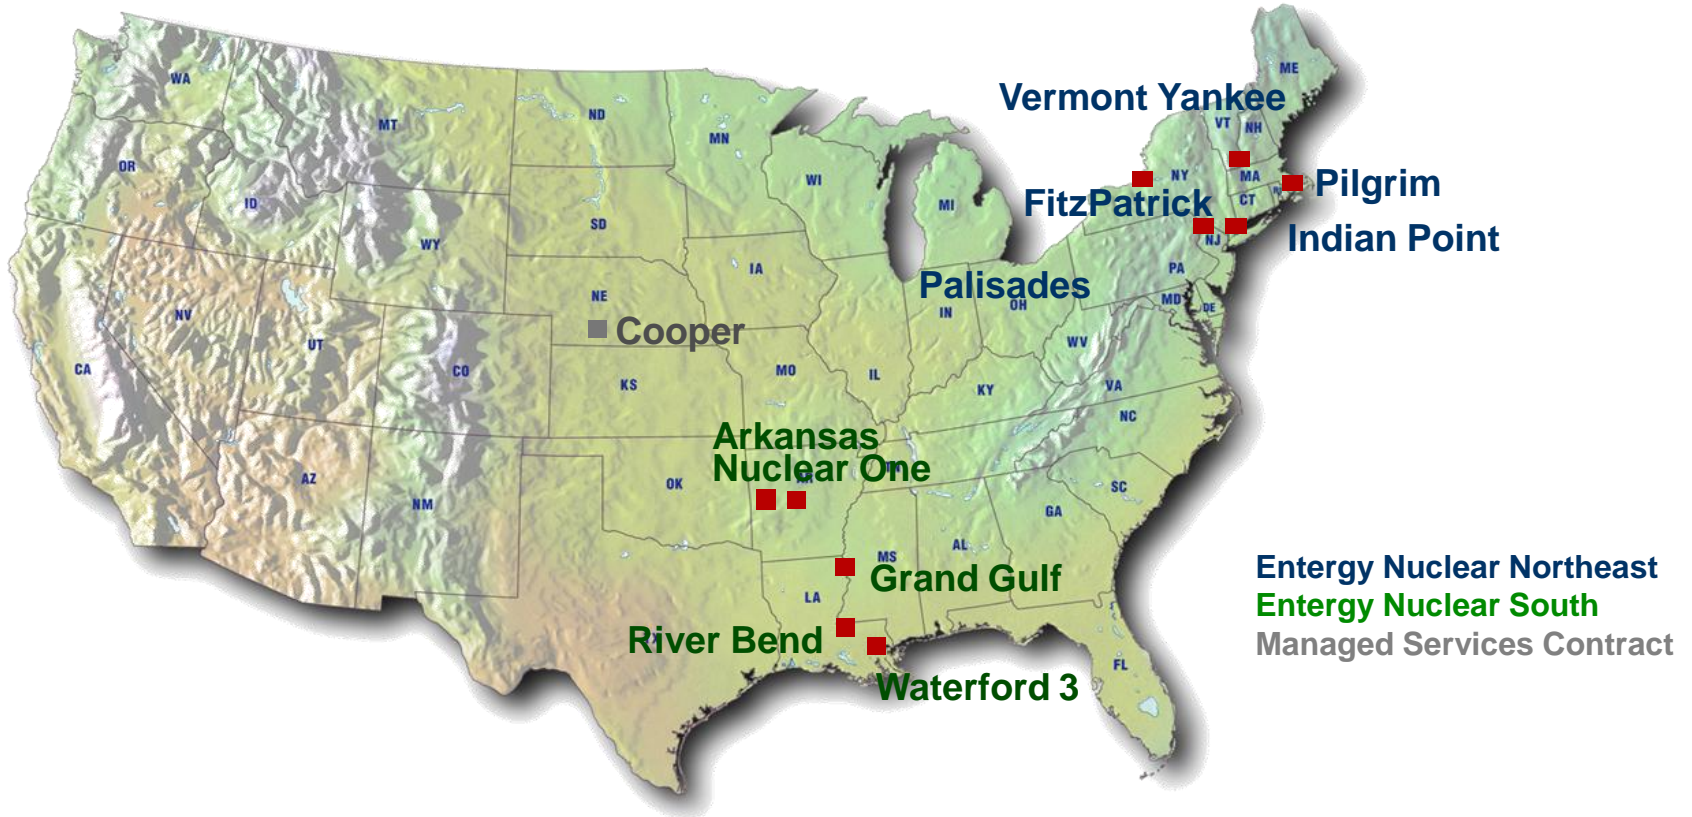 ME
WA
Vermont Yankee
ND
MT
VT
NH
MN
OR
NY
MA
WI
Pilgrim
ID
MI
CT
FitzPatrick
SD
WY
NJ
Indian Point
IA
PA
Palisades
NE
MD
OH
DE
IN
NV
Cooper
UT
WV
CA
CO
MO
IL
KS
VA
KY
NC
Arkansas
Nuclear One
AZ
OK
SC
NM
GA
AL
MS
Entergy Nuclear Northeast
Grand Gulf
LA
Entergy Nuclear South
River Bend
Managed Services Contract
FL
Waterford 3